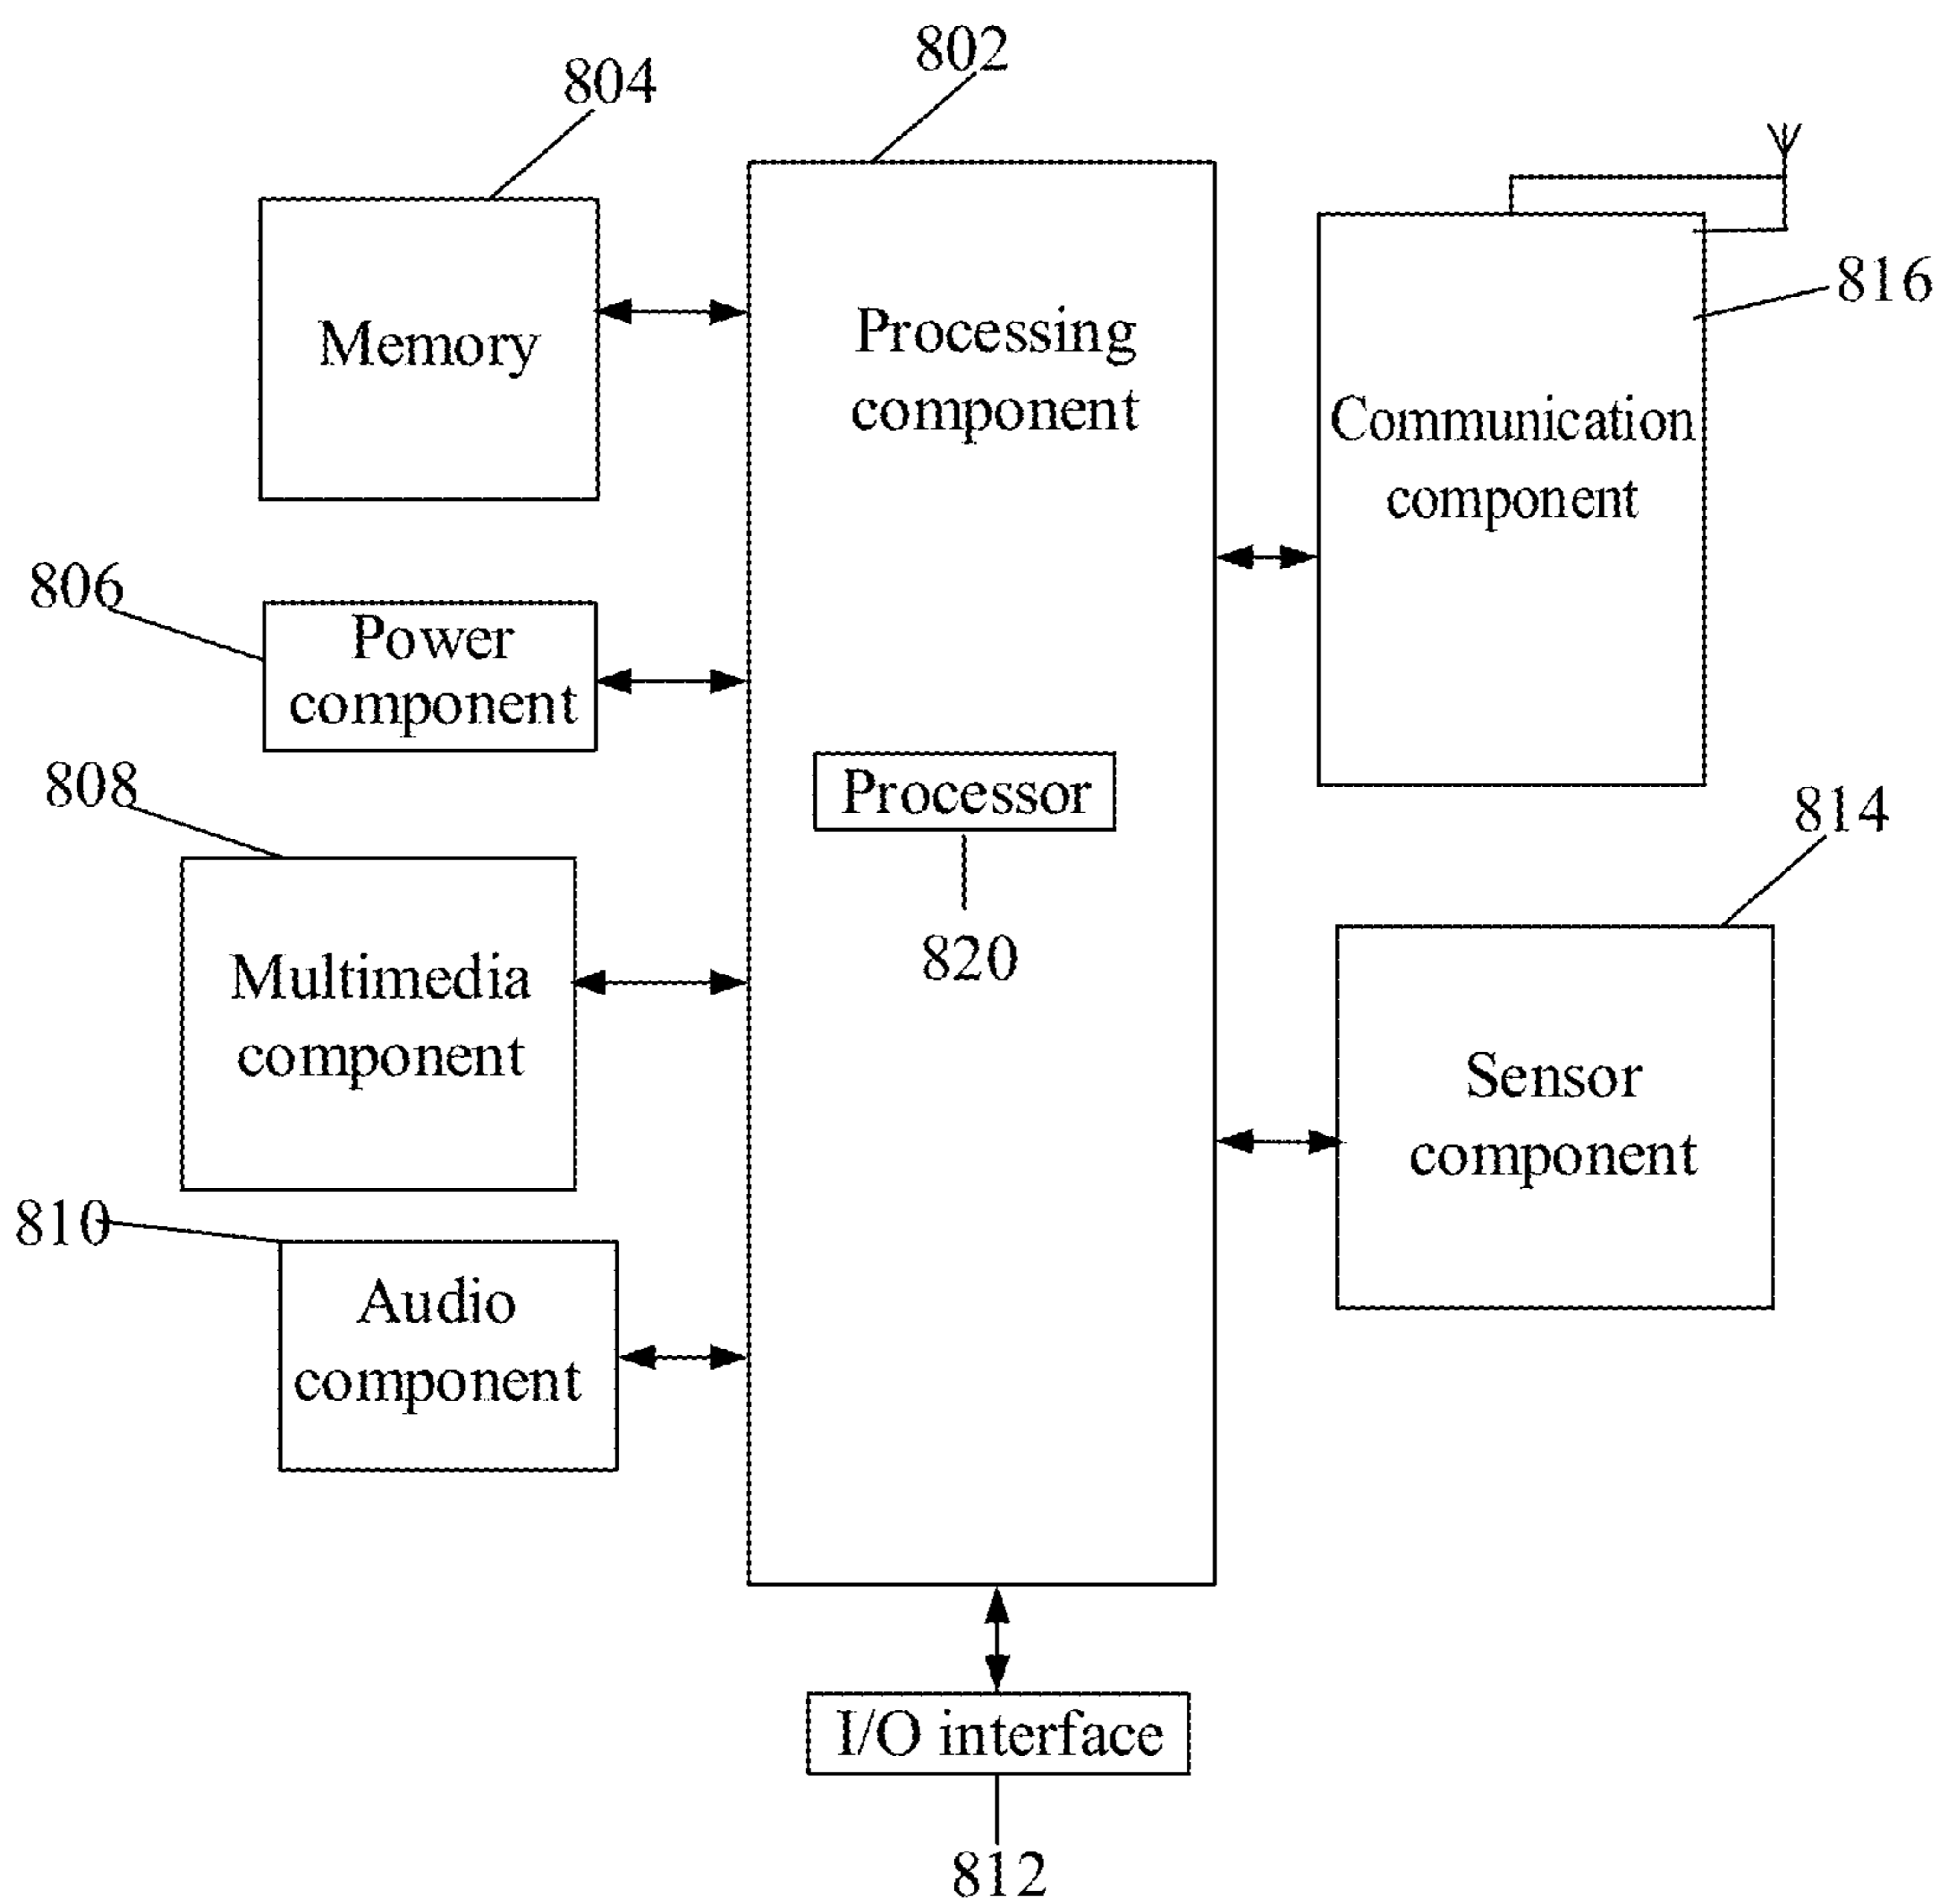 802
804
Memory
Processing
component
816
Communication
component
806
Power
component
808
Processor
820
814
Multimedia
component
Sensor
component
810
Audio
component
I/O interface
812